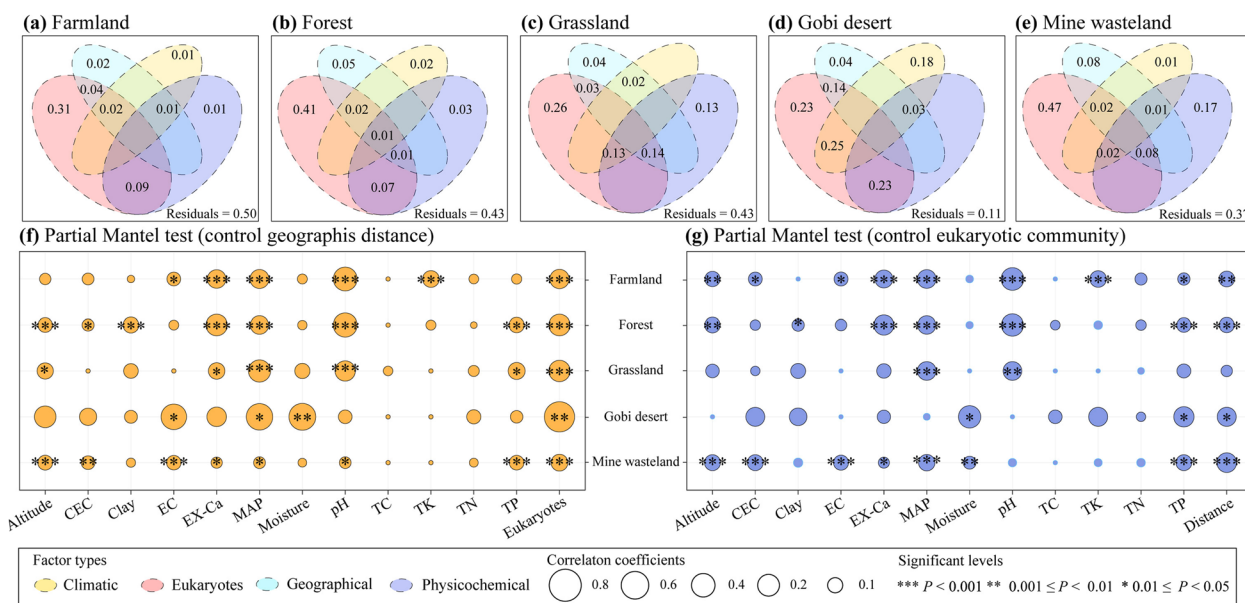 (a) Farmland
(b) Forest
(c) Grassland
(d) Gobi desert
(e) Mine wasteland
0.02
0.01
0.04
0.31
0.02
0.01
0.01
0.09
Residuals = 0.50
0.05
0.02
0.41
0.02
0.03
0.01
0.01
0.07
Residuals = 0.43
0.04
0.02
0.03
0.26
0.13
0.13
0.14
Residuals = 0.43
0.04
0.18
0.14
0.23
0.03
0.25
0.23
Residuals = 0.11
0.08
0.01
0.47
0.02
0.01
0.17
0.02
0.08
Residuals = 0.37
(f) Partial Mantel test (control geographis distance)
(g) Partial Mantel test (control eukaryotic community)
* *** *** *** *** ***
Farmland
** * * *** *** *** *** * **
*** * *** *** *** *** *** ***
Forest
** * *** *** *** *** ***
* * *** *** * ***
Grassland
*** **
* * ** **
Gobi desert
* * *
*** ** *** * * * *** ***
Mine wasteland
*** *** *** * *** ** *** ***
Altitude CEC Clay EC EX-Ca MAP Moisture pH TC TK TN TP Eukaryotes
Altitude CEC Clay EC EX-Ca MAP Moisture pH TC TK TN TP Distance
Factor types
Climatic Eukaryotes Geographical Physicochemical
Correlaton coefficients
0.8 0.6 0.4 0.2 0.1
Significant levels
*** P < 0.001 ** 0.001 ≤ P < 0.01 * 0.01 ≤ P < 0.05